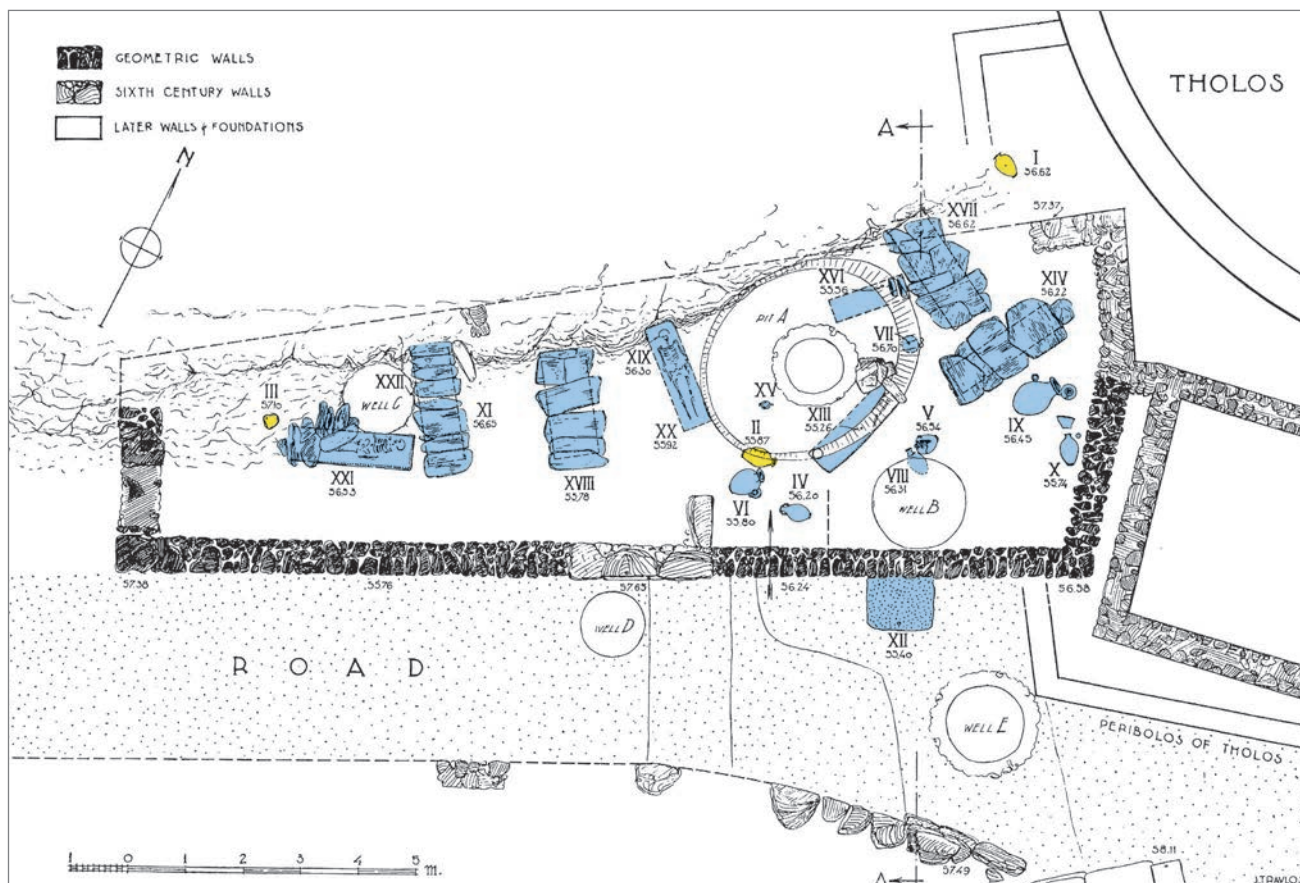 GEOMETRIC WALLS
SIXTH CENTURY WALLS
LATER WALLS & FOUNDATIONS
N
THOLOS
A
I
56.62
57.37
XVII
56.62
XVI
55.56
XIV
56.22
PIT A
VII
56.70
XIX
56.30
III
57.10
XXII
WELL C
XI
56.65
XV
XIII
55.26
V
56.54
IX
56.45
XX
55.92
II
55.87
XXI
56.53
XVIII
55.78
VI
55.80
IV
56.20
VIII
56.31
WELL B
X
55.74
57.38
55.76
57.65
56.24
56.58
WELL D
XII
55.40
ROAD
WELL E
PERIBOLOS OF THOLOS
1 0 1 2 3 4 5 m.
A
57.49
58.11
J.TRAVLOS